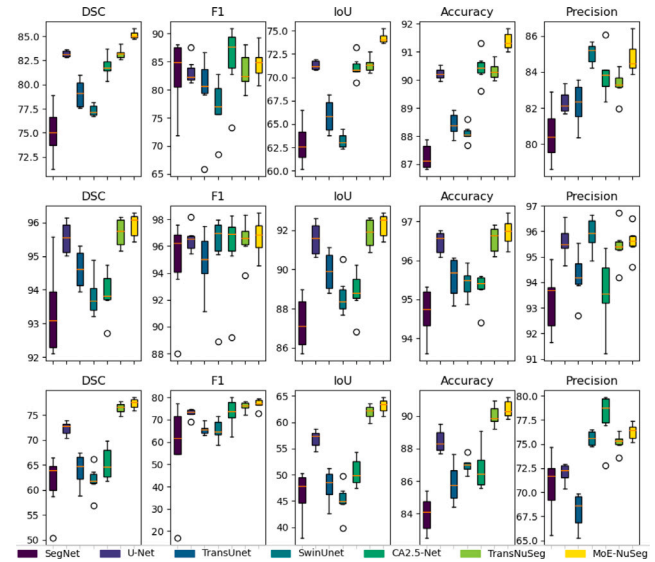 DSC F1 IoU Accuracy Precision
85.0 82.5 80.0 77.5 75.0 72.5
90 85 80 75 70 65
75.0 72.5 70.0 67.5 65.0 62.5 60.0
92 91 90 89 88 87
86 84 82 80
DSC F1 IoU Accuracy Precision
96 95 94 93 92
98 96 94 92 90 88
92 90 88 86
97 96 95 94
97 96 95 94 93 92 91
DSC F1 IoU Accuracy Precision
75 70 65 60 55 50
80 70 60 50 40 30 20
65 60 55 50 45 40
90 88 86 84
80.0 77.5 75.0 72.5 70.0 67.5 65.0
SegNet U-Net TransUnet SwinUnet CA2.5-Net TransNuSeg MoE-NuSeg